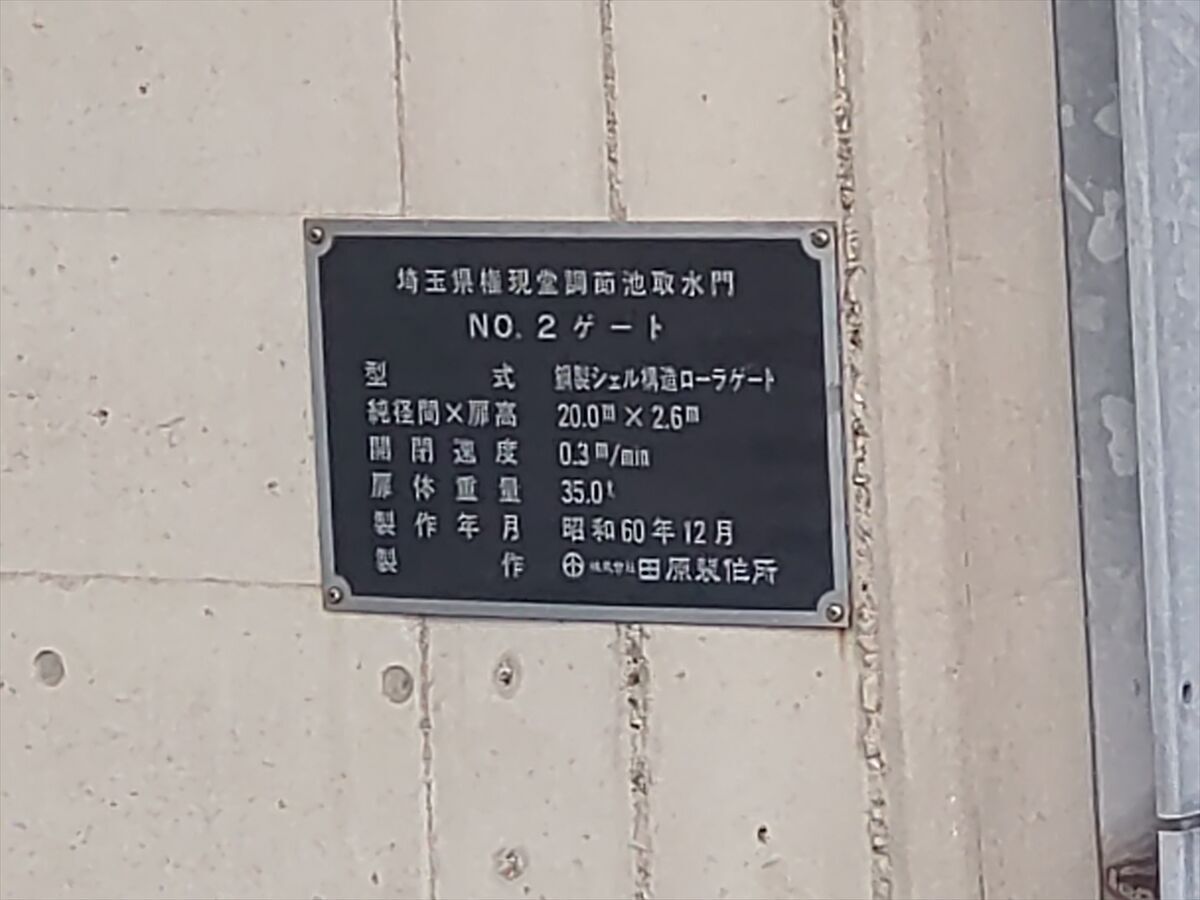 埼玉県権現堂調節池取水門
NO. 2 ゲート
型式 鋼製シェル構造ローラゲート
純径間×扉高 20.0m × 2.6m
開閉速度 0.3m/min
扉体重量 35.0t
製作年月 昭和60年12月
製作 株式会社田原製作所